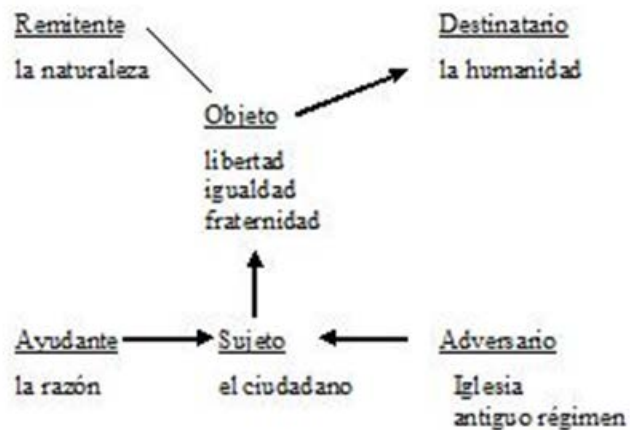 Remitente
la naturaleza
Destinatario
la humanidad
Objeto
libertad
igualdad
fraternidad
Ayudante
la razón
Sujeto
el ciudadano
Adversario
Iglesia
antiguo régimen